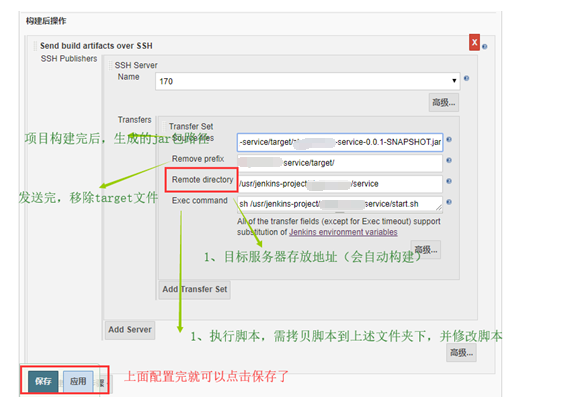 构建后操作
Send build artifacts over SSH
X
SSH Publishers
SSH Server
Name
170
高级...
Transfers
Transfer Set
Source files
-service/target/ -service-0.0.1-SNAPSHOT.jar
项目构建完后，生成的jar包路径
Remove prefix
service/target/
发送完，移除target文件
Remote directory
/usr/jenkins-project/ /service
Exec command
sh /usr/jenkins-project/ service/start.sh
All of the transfer fields (except for Exec timeout) support
substitution of Jenkins environment variables
高级...
1、目标服务器存放地址（会自动构建）
Add Transfer Set
Add Server
1、执行脚本，需拷贝脚本到上述文件夹下，并修改脚本
高级...
保存
应用
上面配置完就可以点击保存了